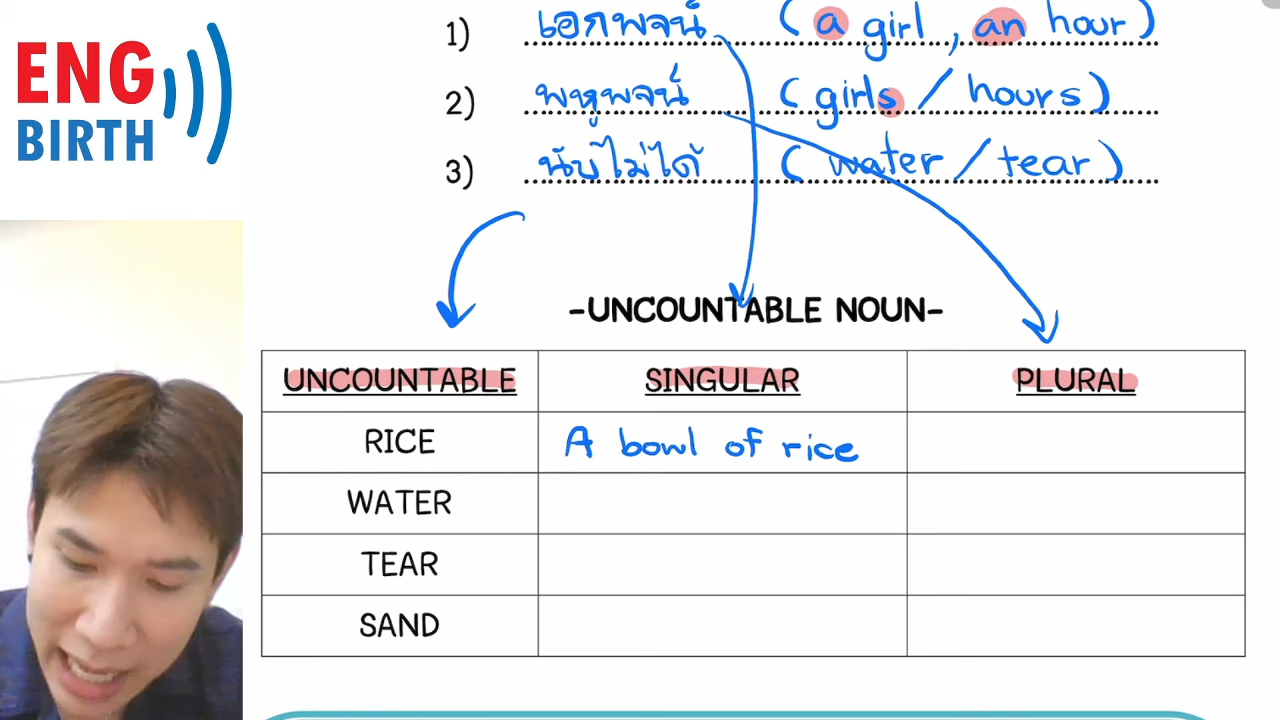 ENG
BIRTH
1) เอกพจน์ (a girl, an hour)
2) พหูพจน์ (girls / hours)
3) นับไม่ได้ (water / tear)
-UNCOUNTABLE NOUN-
UNCOUNTABLE SINGULAR PLURAL
RICE A bowl of rice
WATER
TEAR
SAND